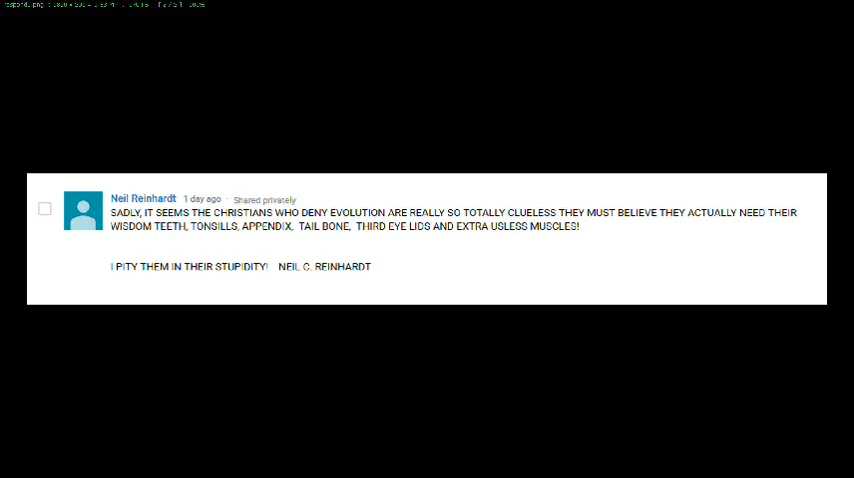 Neil Reinhardt 1 day ago · Shared privately
SADLY, IT SEEMS THE CHRISTIANS WHO DENY EVOLUTION ARE REALLY SO TOTALLY CLUELESS THEY MUST BELIEVE THEY ACTUALLY NEED THEIR
WISDOM TEETH, TONSILLS, APPENDIX, TAIL BONE, THIRD EYE LIDS AND EXTRA USLESS MUSCLES!
I PITY THEM IN THEIR STUPIDITY! NEIL C. REINHARDT